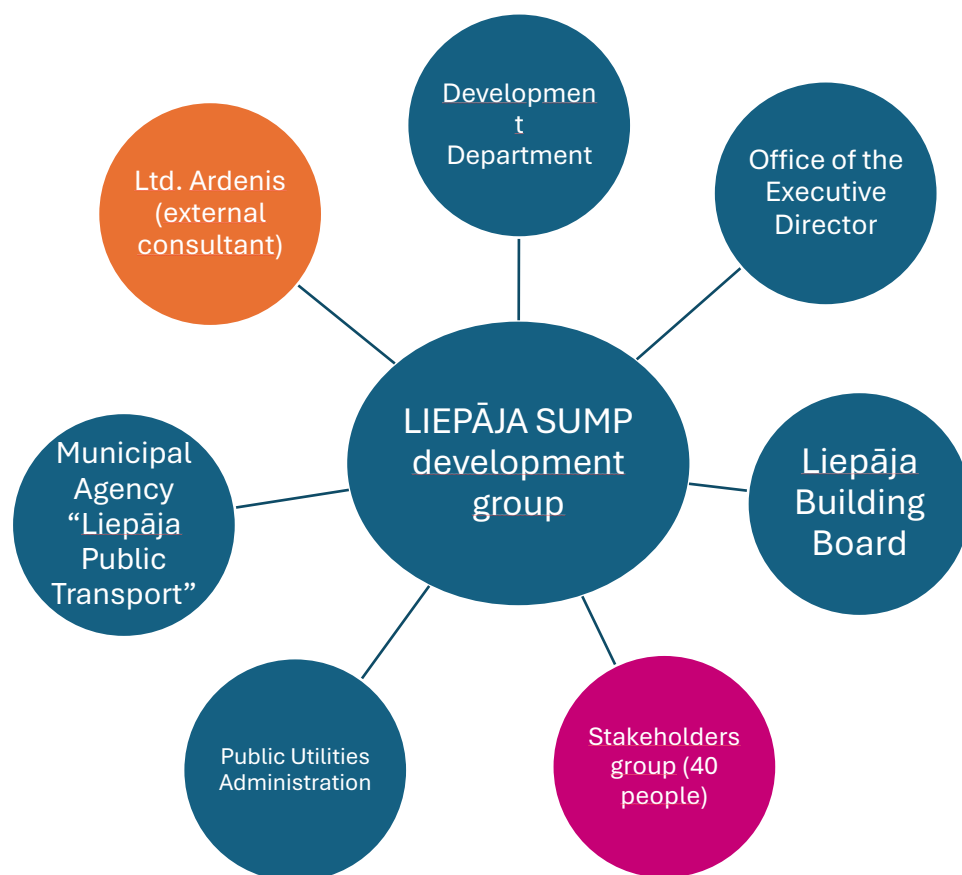 Developmen
t
Department
Office of the
Executive
Director
Ltd. Ardenis
(external
consultant)
LIEPĀJA SUMP
development
group
Liepāja
Building
Board
Municipal
Agency
“Liepāja
Public
Transport”
Stakeholders
group (40
people)
Public Utilities
Administration